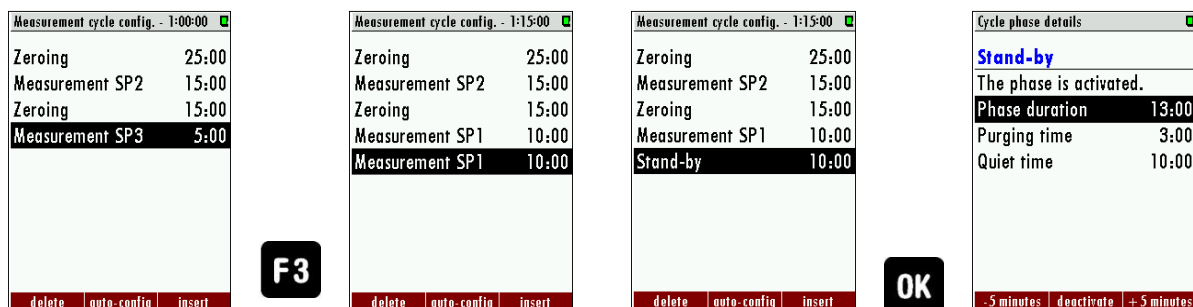 Measurement cycle config. - 1:00:00
Zeroing 25:00
Measurement SP2 15:00
Zeroing 15:00
Measurement SP3 5:00
delete auto-config insert
F3
Measurement cycle config. - 1:15:00
Zeroing 25:00
Measurement SP2 15:00
Zeroing 15:00
Measurement SP1 10:00
Measurement SP1 10:00
delete auto-config insert
Measurement cycle config. - 1:15:00
Zeroing 25:00
Measurement SP2 15:00
Zeroing 15:00
Measurement SP1 10:00
Stand-by 10:00
delete auto-config insert
OK
Cycle phase details
Stand-by
The phase is activated.
Phase duration 13:00
Purging time 3:00
Quiet time 10:00
-5 minutes deactivate +5 minutes